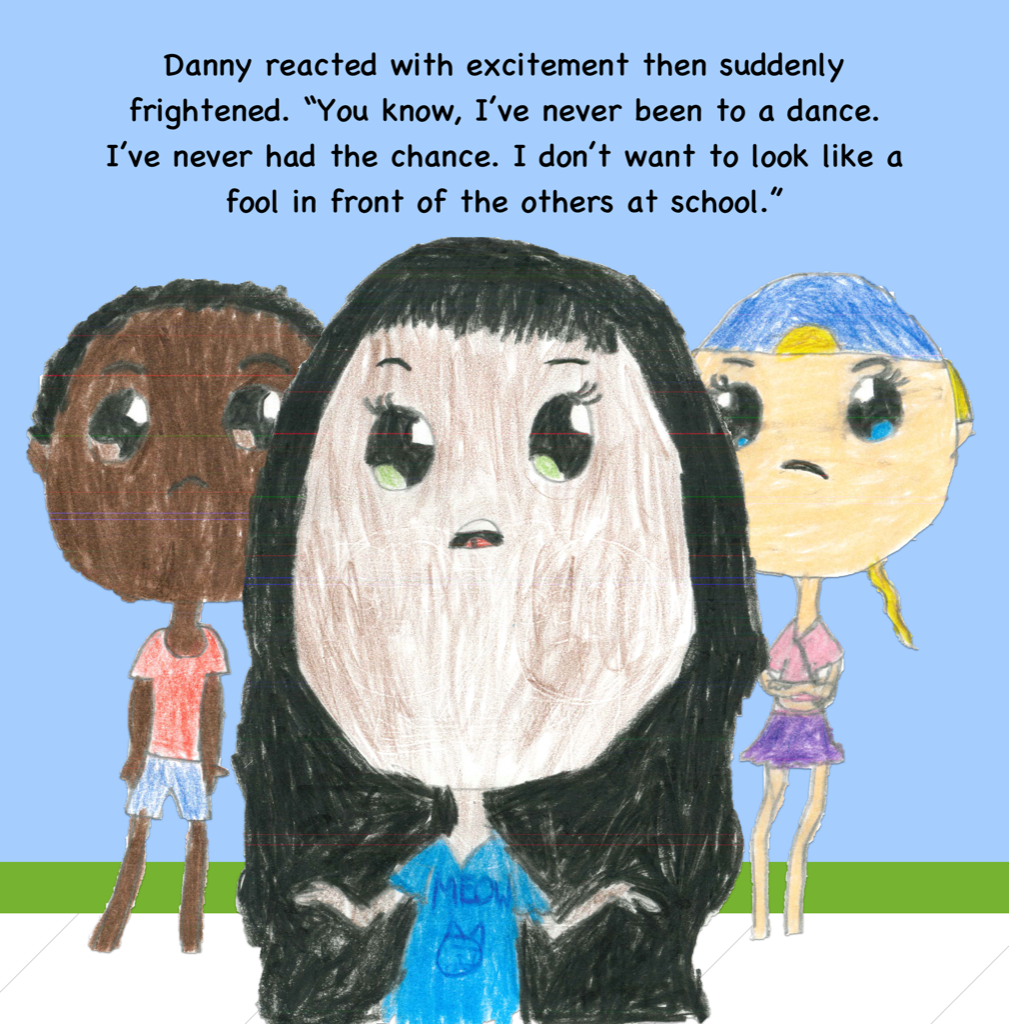 Danny reacted with excitement then suddenly
frightened. “You know, I’ve never been to a dance.
I’ve never had the chance. I don’t want to look like a
fool in front of the others at school.”
MEOW